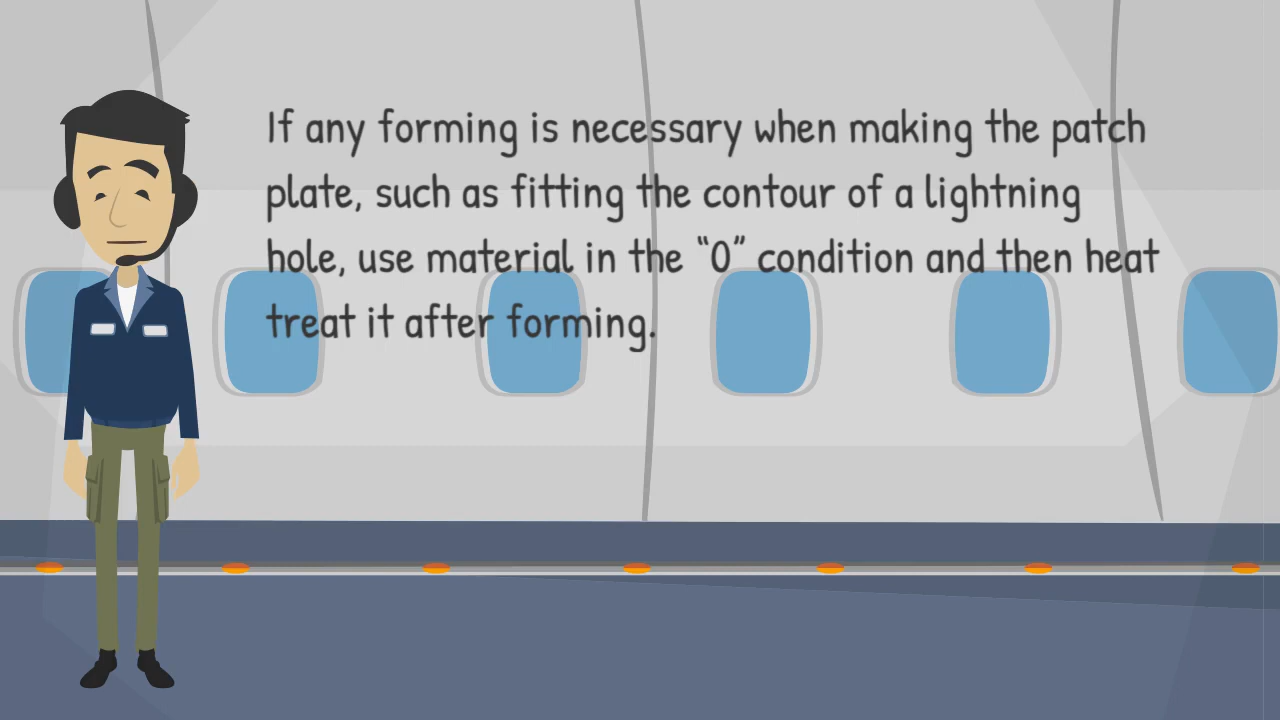 If any forming is necessary when making the patch
plate, such as fitting the contour of a lightning
hole, use material in the “0” condition and then heat
treat it after forming.